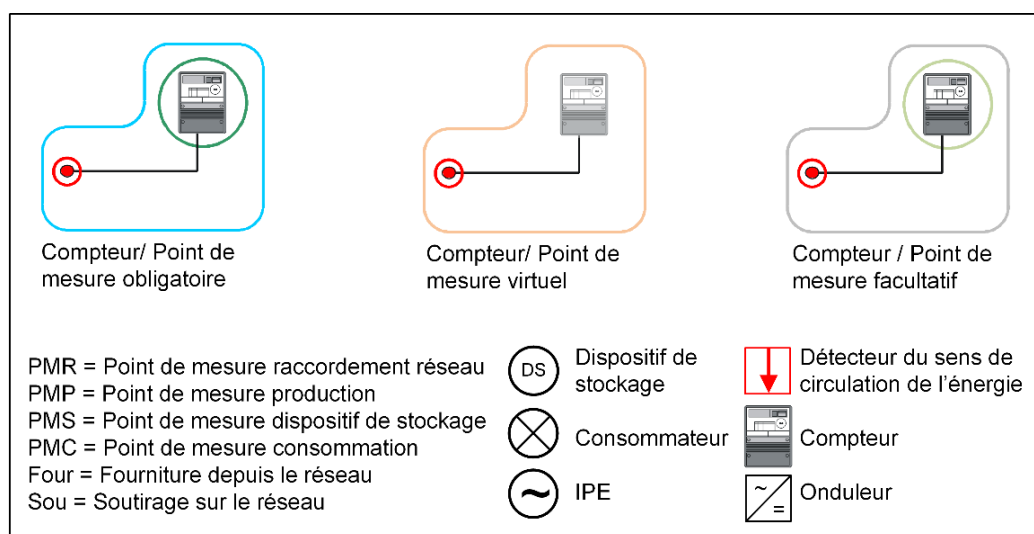 Compteur/ Point de
mesure obligatoire
Compteur/ Point de
mesure virtuel
Compteur / Point de
mesure facultatif
PMR = Point de mesure raccordement réseau
PMP = Point de mesure production
PMS = Point de mesure dispositif de stockage
PMC = Point de mesure consommation
Four = Fourniture depuis le réseau
Sou = Soutirage sur le réseau
DS
Dispositif de
stockage
Consommateur
IPE
Détecteur du sens de
circulation de l'énergie
Compteur
Onduleur